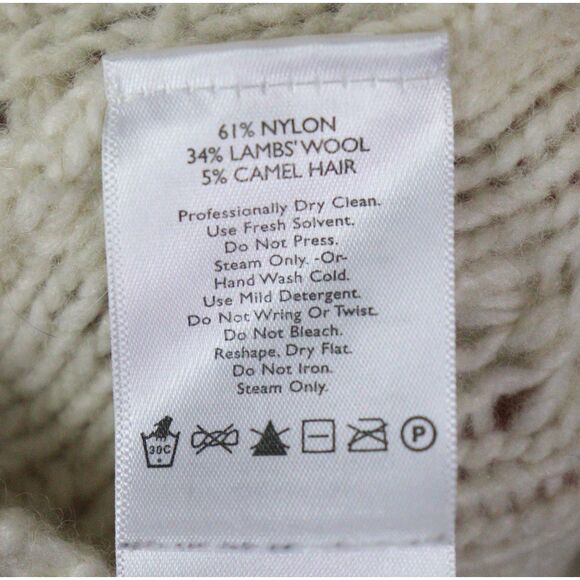 61% NYLON
34% LAMBS' WOOL
5% CAMEL HAIR
Professionally Dry Clean.
Use Fresh Solvent.
Do Not Press.
Steam Only. -Or-
Hand Wash Cold.
Use Mild Detergent.
Do Not Wring Or Twist.
Do Not Bleach.
Reshape, Dry Flat.
Do Not Iron.
Steam Only.
30C P